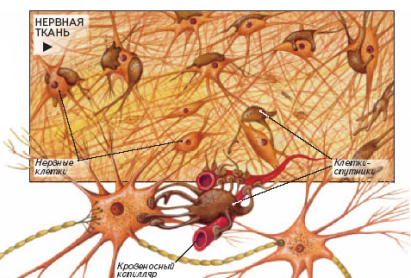 НЕРВНАЯ
ТКАНЬ
Нервные
клетки
Клетки-
спутники
Кровеносный
капилляр